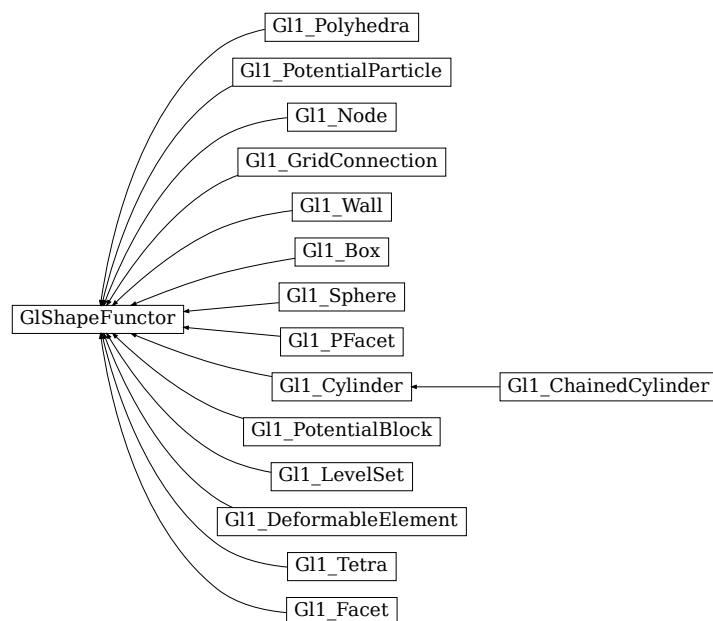 Gl1_Polyhedra
Gl1_PotentialParticle
Gl1_Node
Gl1_GridConnection
Gl1_Wall
Gl1_Box
Gl1_Sphere
GlShapeFunctor
Gl1_PFacet
Gl1_Cylinder
Gl1_ChainedCylinder
Gl1_PotentialBlock
Gl1_LevelSet
Gl1_DeformableElement
Gl1_Tetra
Gl1_Facet